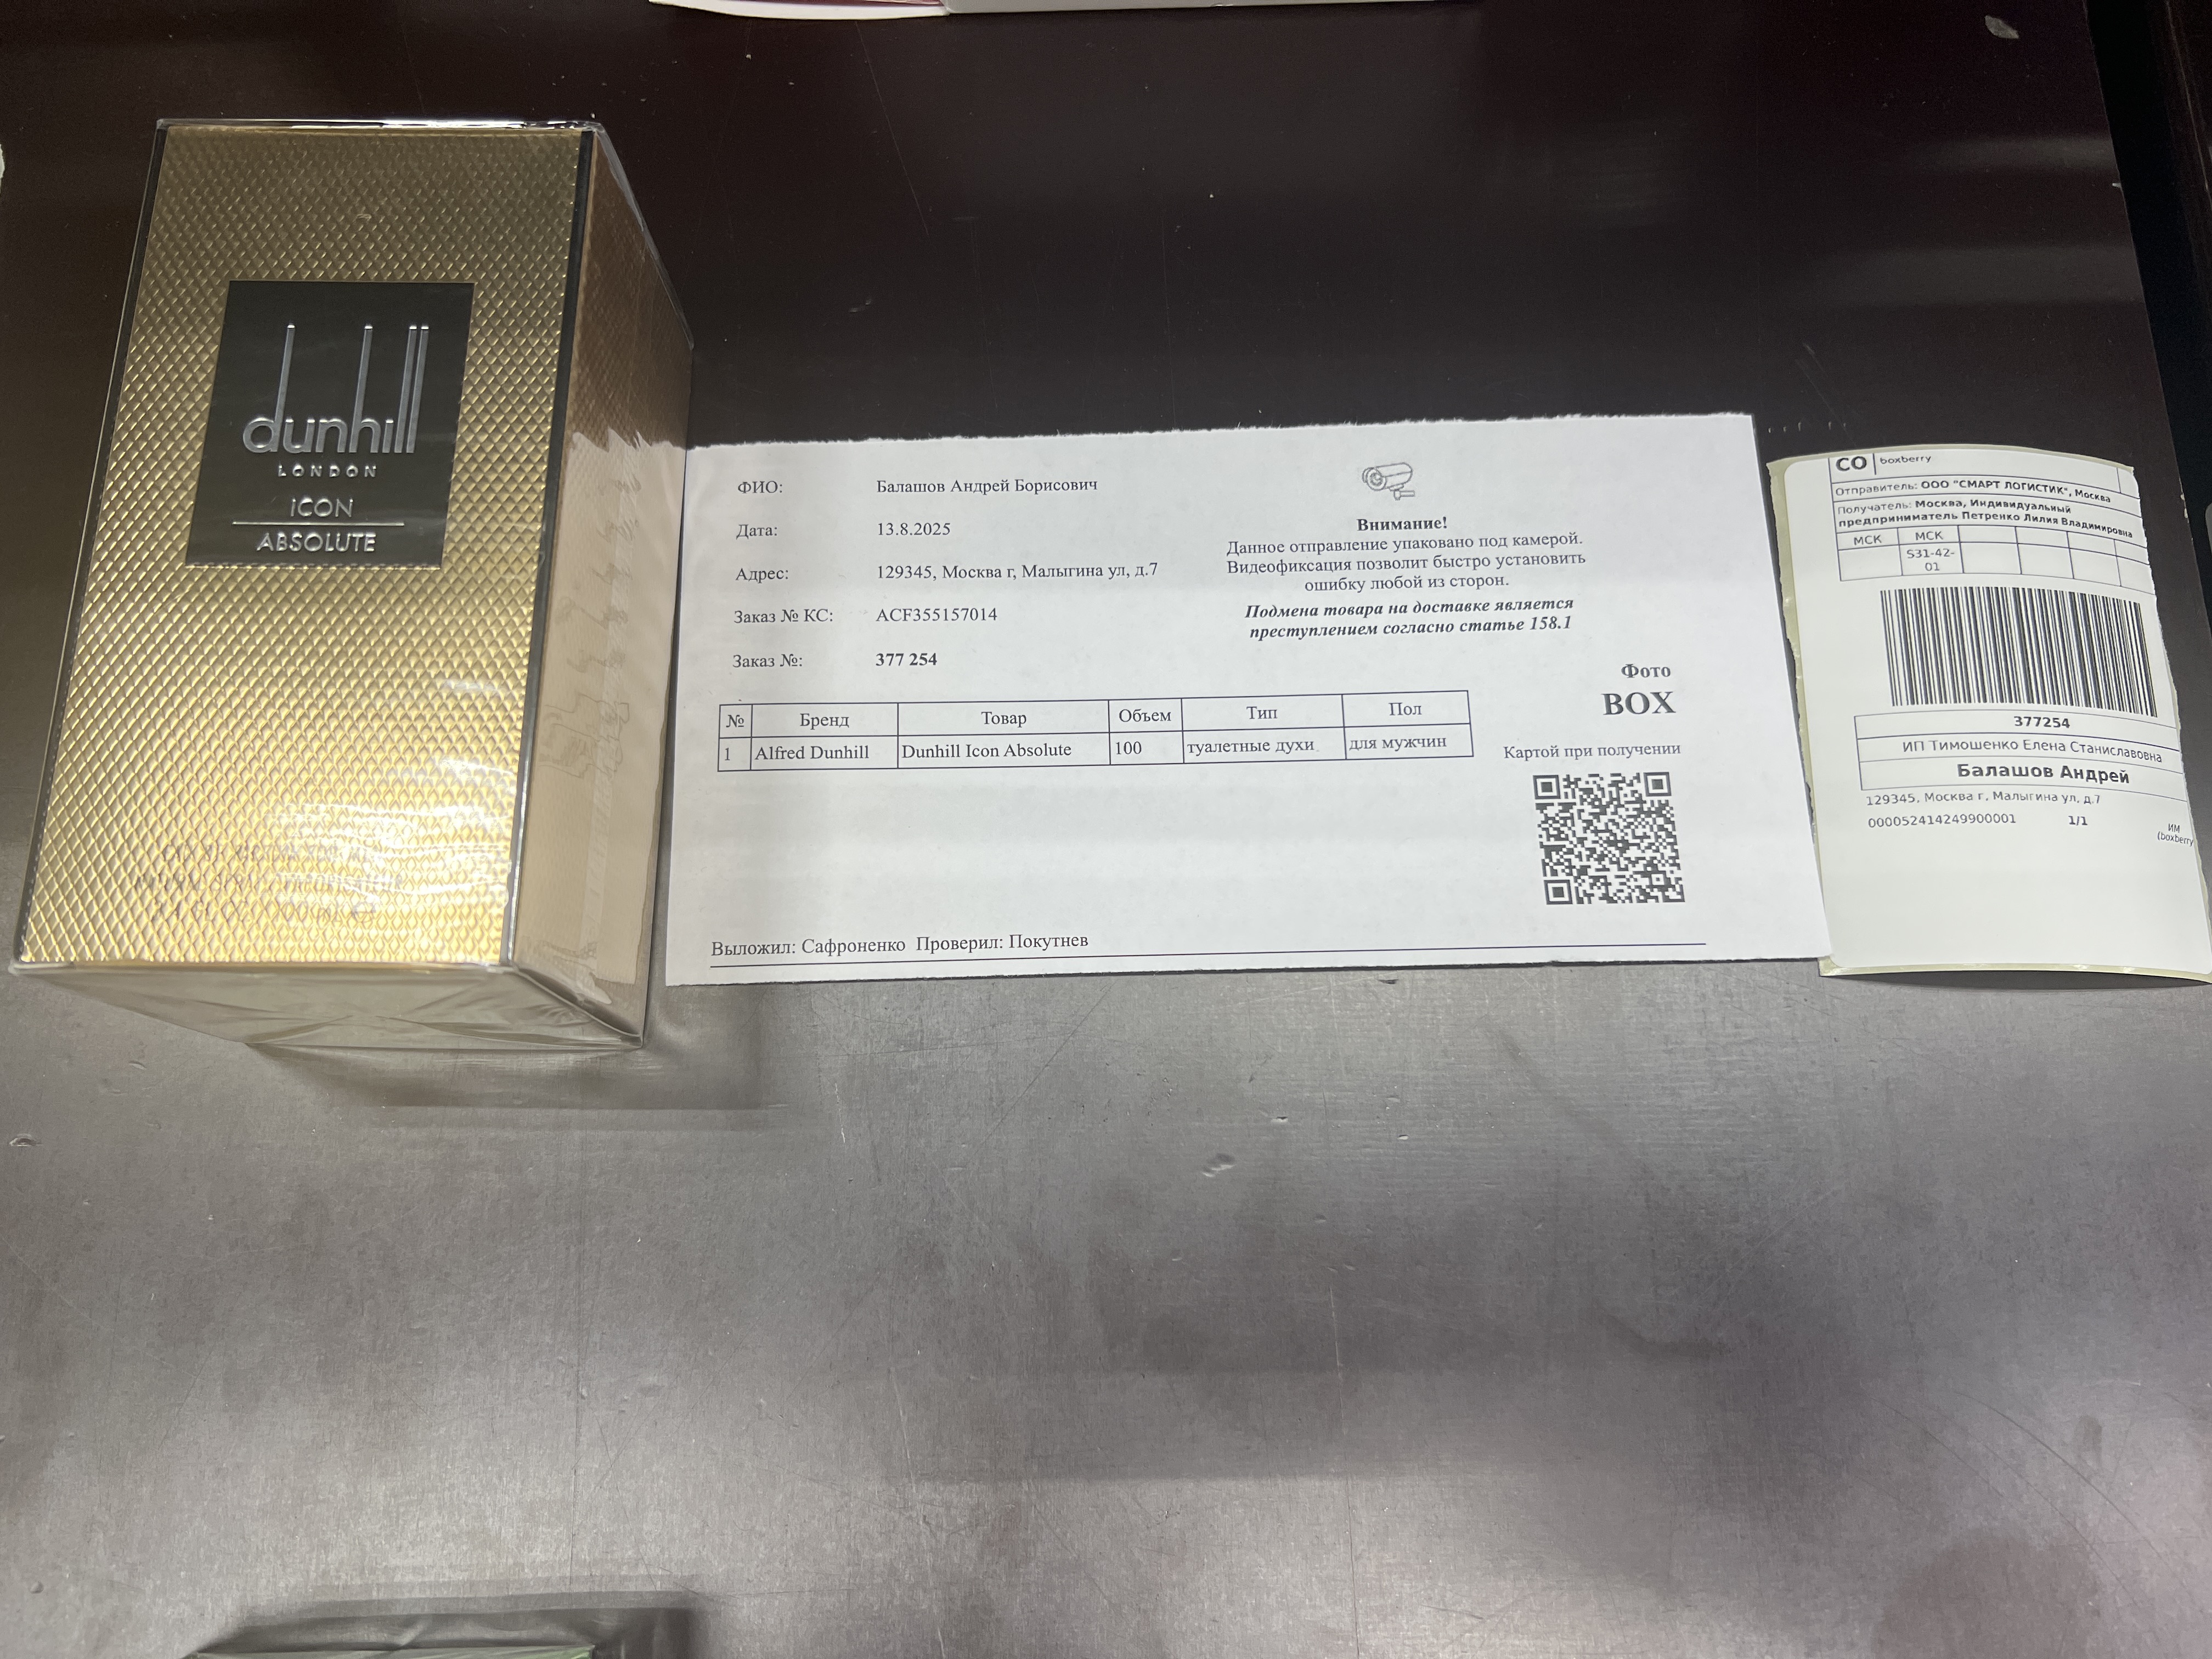 dunhill
LONDON
ICON
ABSOLUTE
ФИО: Балашов Андрей Борисович
Дата: 13.8.2025
Адрес: 129345, Москва г, Малыгина ул, д.7
Заказ № КС: ACF355157014
Заказ №: 377 254
Внимание!
Данное отправление упаковано под камерой.
Видеофиксация позволит быстро установить
ошибку любой из сторон.
Подмена товара на доставке является
преступлением согласно статье 158.1
Фото
BOX
Картой при получении
№ Бренд Товар Объем Тип Пол
1 Alfred Dunhill Dunhill Icon Absolute 100 туалетные духи для мужчин
Выложил: Сафроненко Проверил: Покутнев
CO boxberry
Отправитель: ООО "СМАРТ ЛОГИСТИК", Москва
Получатель: Москва, Индивидуальный
предприниматель Петренко Лилия Владимировна
МСК МСК
S31-42-
01
377254
ИП Тимошенко Елена Станиславовна
Балашов Андрей
129345, Москва г, Малыгина ул, д.7
000052414249900001 1/1
ИМ
(boxberry